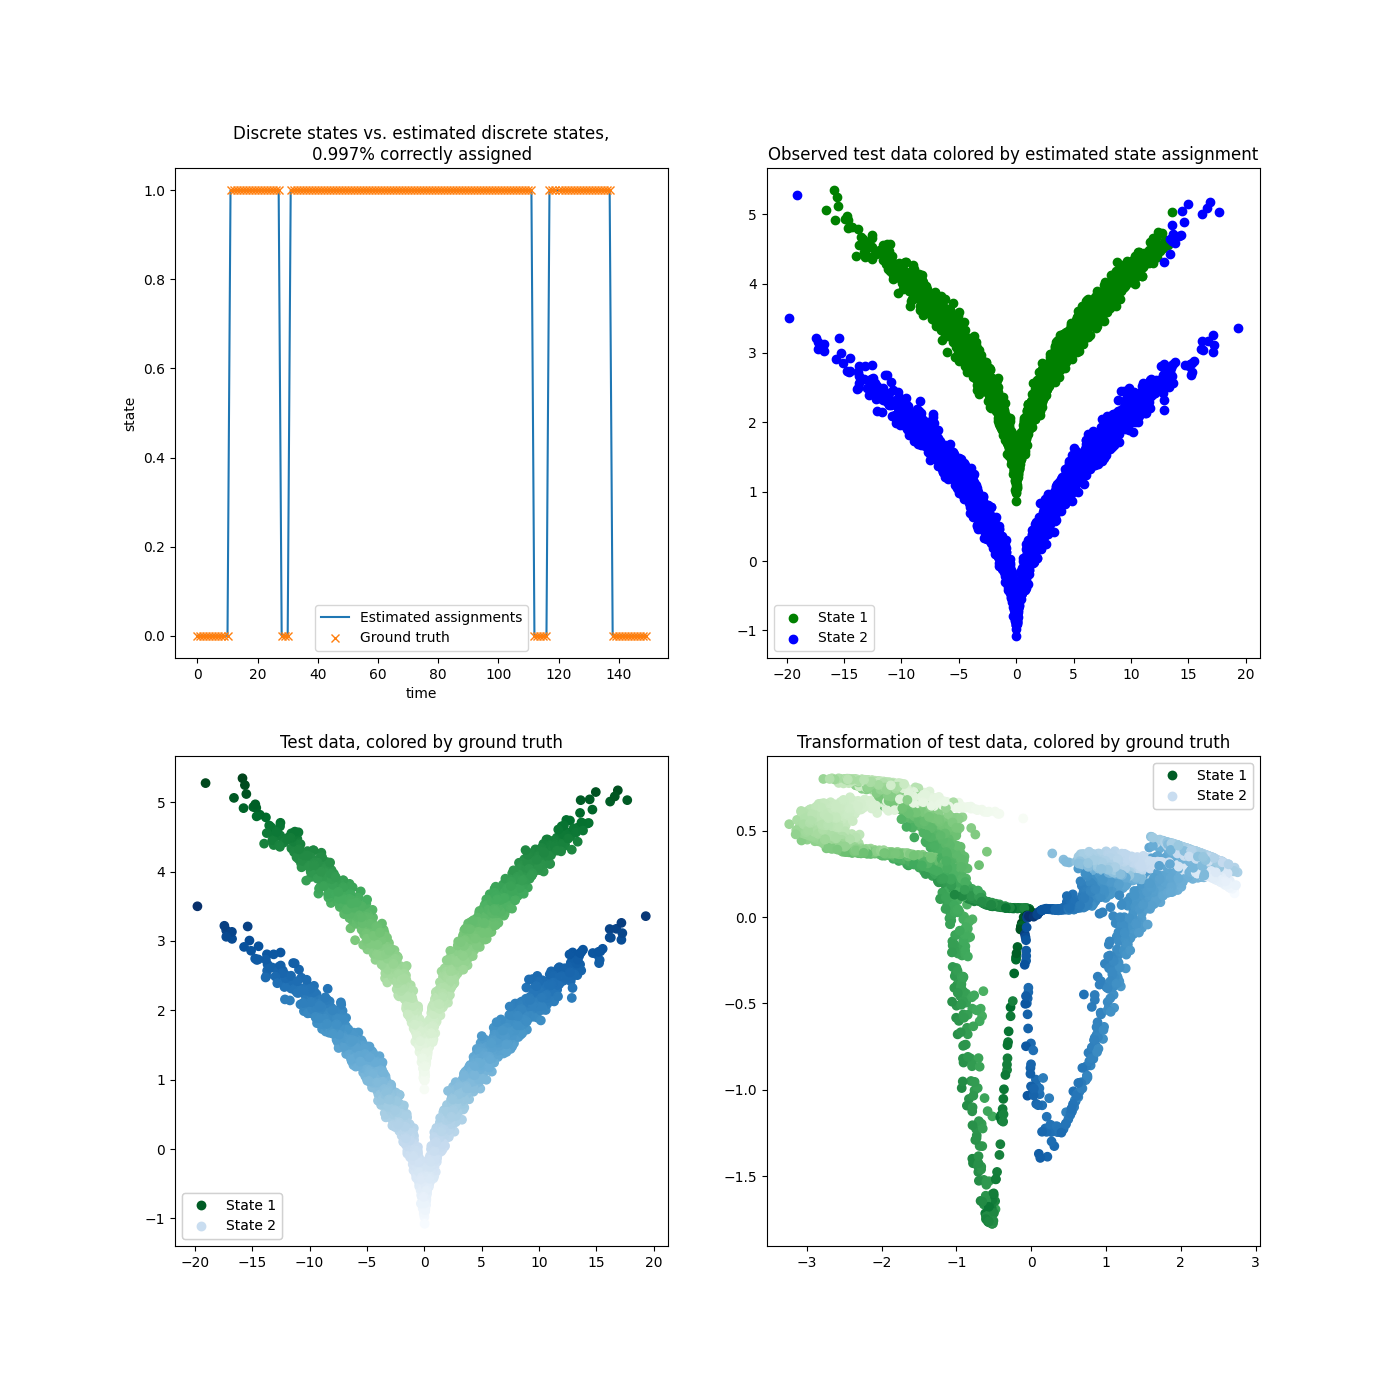 Discrete states vs. estimated discrete states,
0.997% correctly assigned
1.0
0.8
0.6
0.4
0.2
0.0
state
0 20 40 60 80 100 120 140
time
Estimated assignments
Ground truth
Observed test data colored by estimated state assignment
5
4
3
2
1
0
−1
−20 −15 −10 −5 0 5 10 15 20
State 1
State 2
Test data, colored by ground truth
5
4
3
2
1
0
−1
−20 −15 −10 −5 0 5 10 15 20
State 1
State 2
Transformation of test data, colored by ground truth
0.5
0.0
−0.5
−1.0
−1.5
−3 −2 −1 0 1 2 3
State 1
State 2